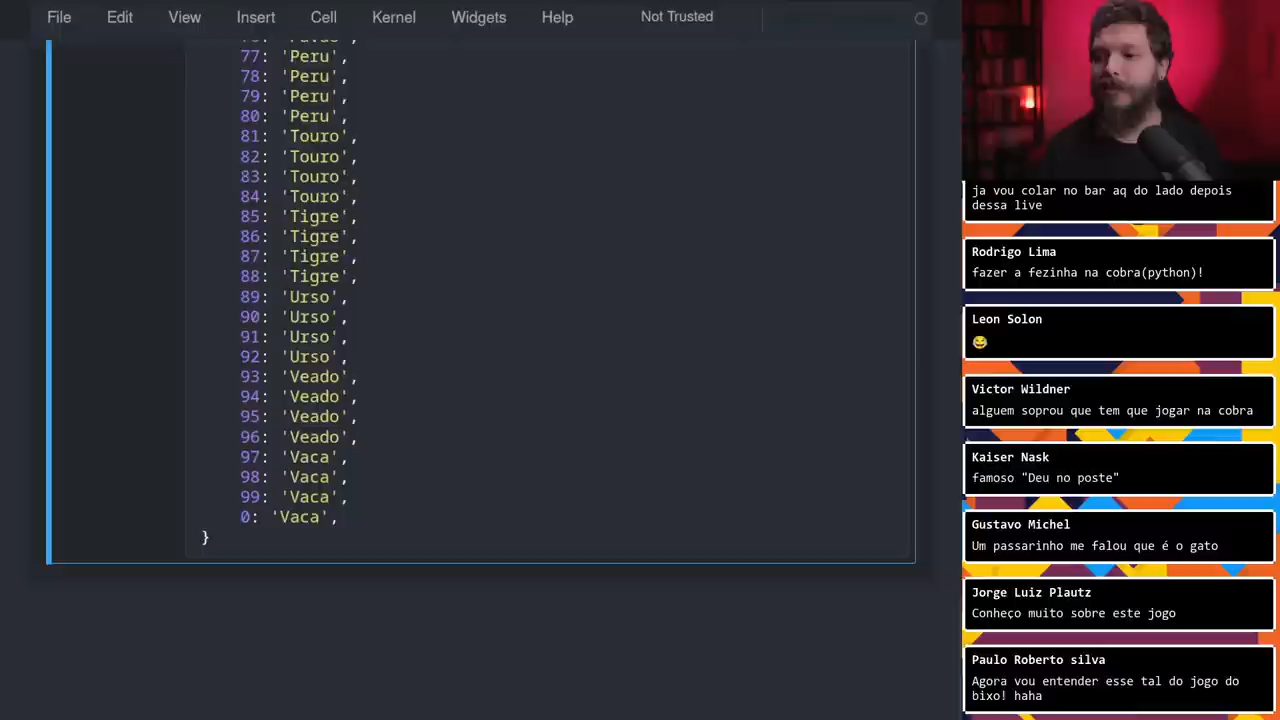 File Edit View Insert Cell Kernel Widgets Help Not Trusted
77: 'Peru',
78: 'Peru',
79: 'Peru',
80: 'Peru',
81: 'Touro',
82: 'Touro',
83: 'Touro',
84: 'Touro',
85: 'Tigre',
86: 'Tigre',
87: 'Tigre',
88: 'Tigre',
89: 'Urso',
90: 'Urso',
91: 'Urso',
92: 'Urso',
93: 'Veado',
94: 'Veado',
95: 'Veado',
96: 'Veado',
97: 'Vaca',
98: 'Vaca',
99: 'Vaca',
0: 'Vaca',
}
ja vou colar no bar aq do lado depois
dessa live
Rodrigo Lima
fazer a fezinha na cobra(python)!
Leon Solon
😂
Victor Wildner
alguem soprou que tem que jogar na cobra
Kaiser Nask
famoso "Deu no poste"
Gustavo Michel
Um passarinho me falou que é o gato
Jorge Luiz Plautz
Conheço muito sobre este jogo
Paulo Roberto silva
Agora vou entender esse tal do jogo do
bixo! haha